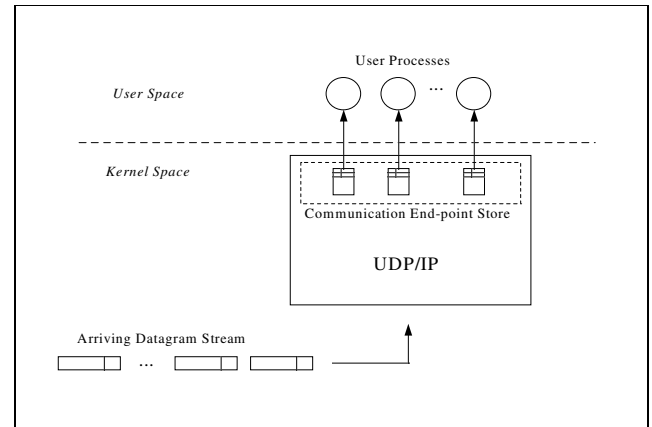 User Processes
...
User Space
Kernel Space
Communication End-point Store
UDP/IP
Arriving Datagram Stream
...